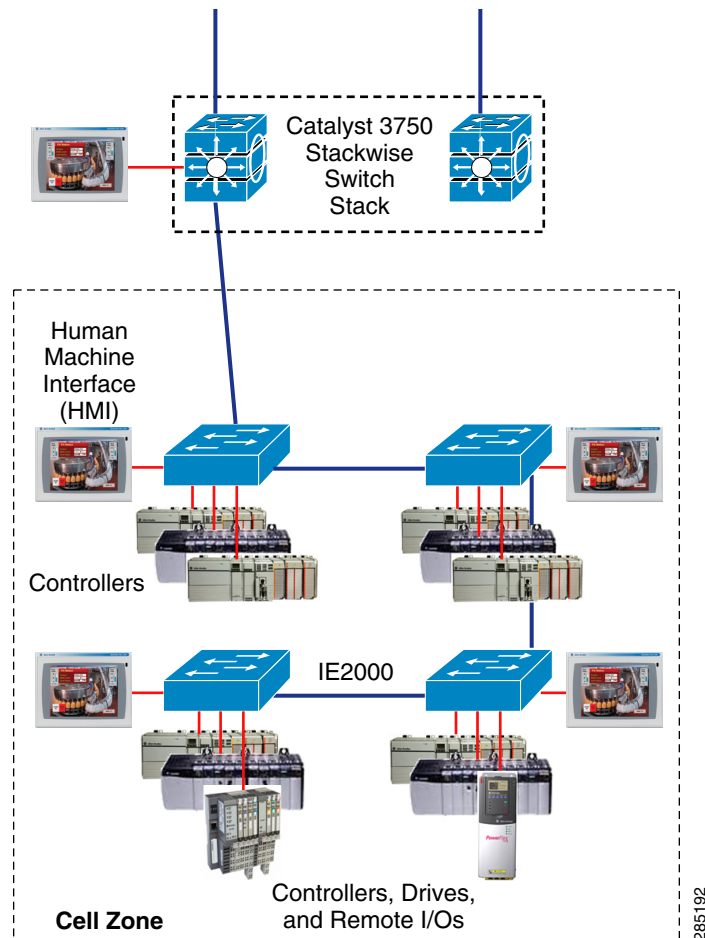 Catalyst 3750
Stackwise
Switch
Stack
Human
Machine
Interface
(HMI)
Controllers
IE2000
PowerFlex
Controllers, Drives,
and Remote I/Os
Cell Zone
285192